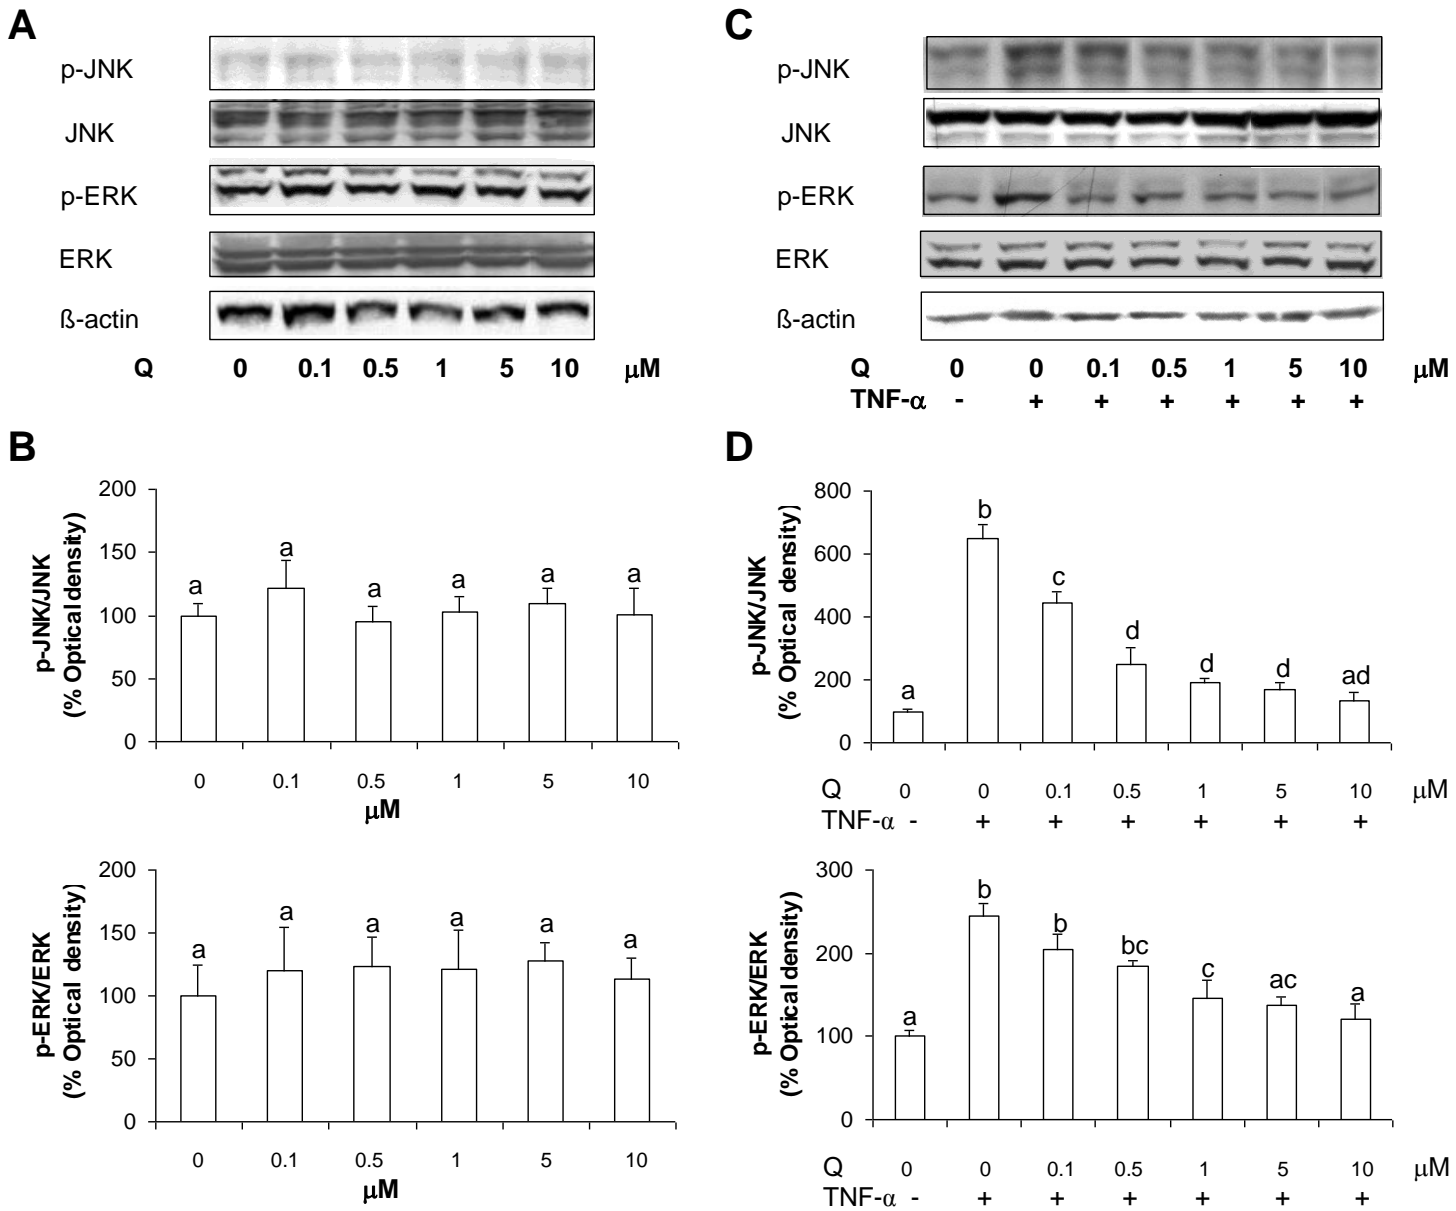 A
p-JNK
JNK
p-ERK
ERK
ß-actin
Q 0 0.1 0.5 1 5 10 μM
B
200
150
100
50
0
p-JNK/JNK
(% Optical density)
a a a a a a
0 0.1 0.5 1 5 10
μM
200
150
100
50
0
p-ERK/ERK
(% Optical density)
a a a a a a
0 0.1 0.5 1 5 10
μM
C
p-JNK
JNK
p-ERK
ERK
ß-actin
Q 0 0 0.1 0.5 1 5 10 μM
TNF-α - + + + + + +
D
800
600
400
200
0
p-JNK/JNK
(% Optical density)
a b c d d d ad
Q 0 0 0.1 0.5 1 5 10 μM
TNF-α - + + + + + +
300
200
100
0
p-ERK/ERK
(% Optical density)
a b b bc c ac a
Q 0 0 0.1 0.5 1 5 10 μM
TNF-α - + + + + + +